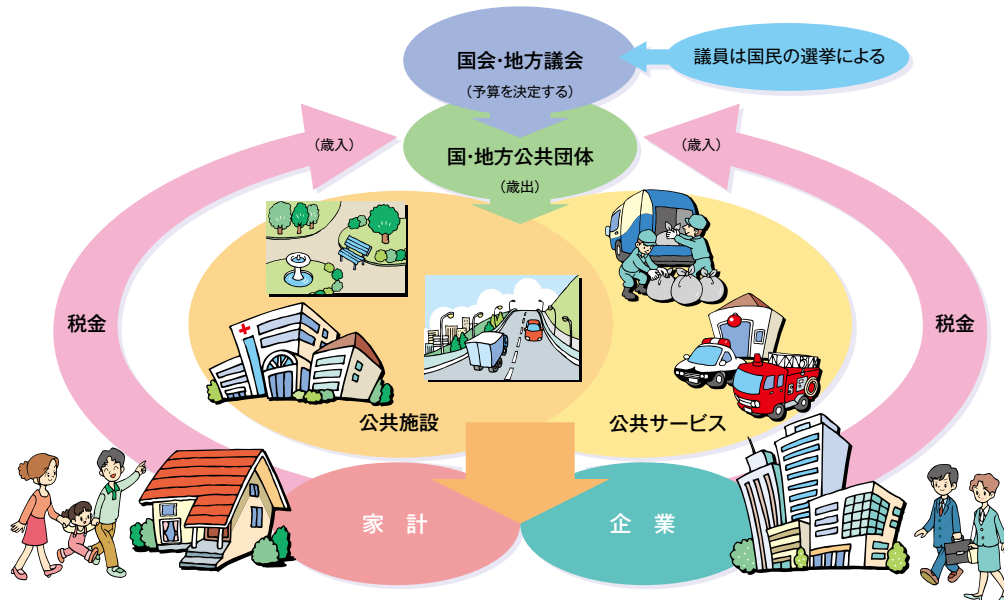 国会・地方議会
（予算を決定する）
議員は国民の選挙による
（歳入）
国・地方公共団体
（歳出）
（歳入）
税金
税金
公共施設
公共サービス
家計
企業